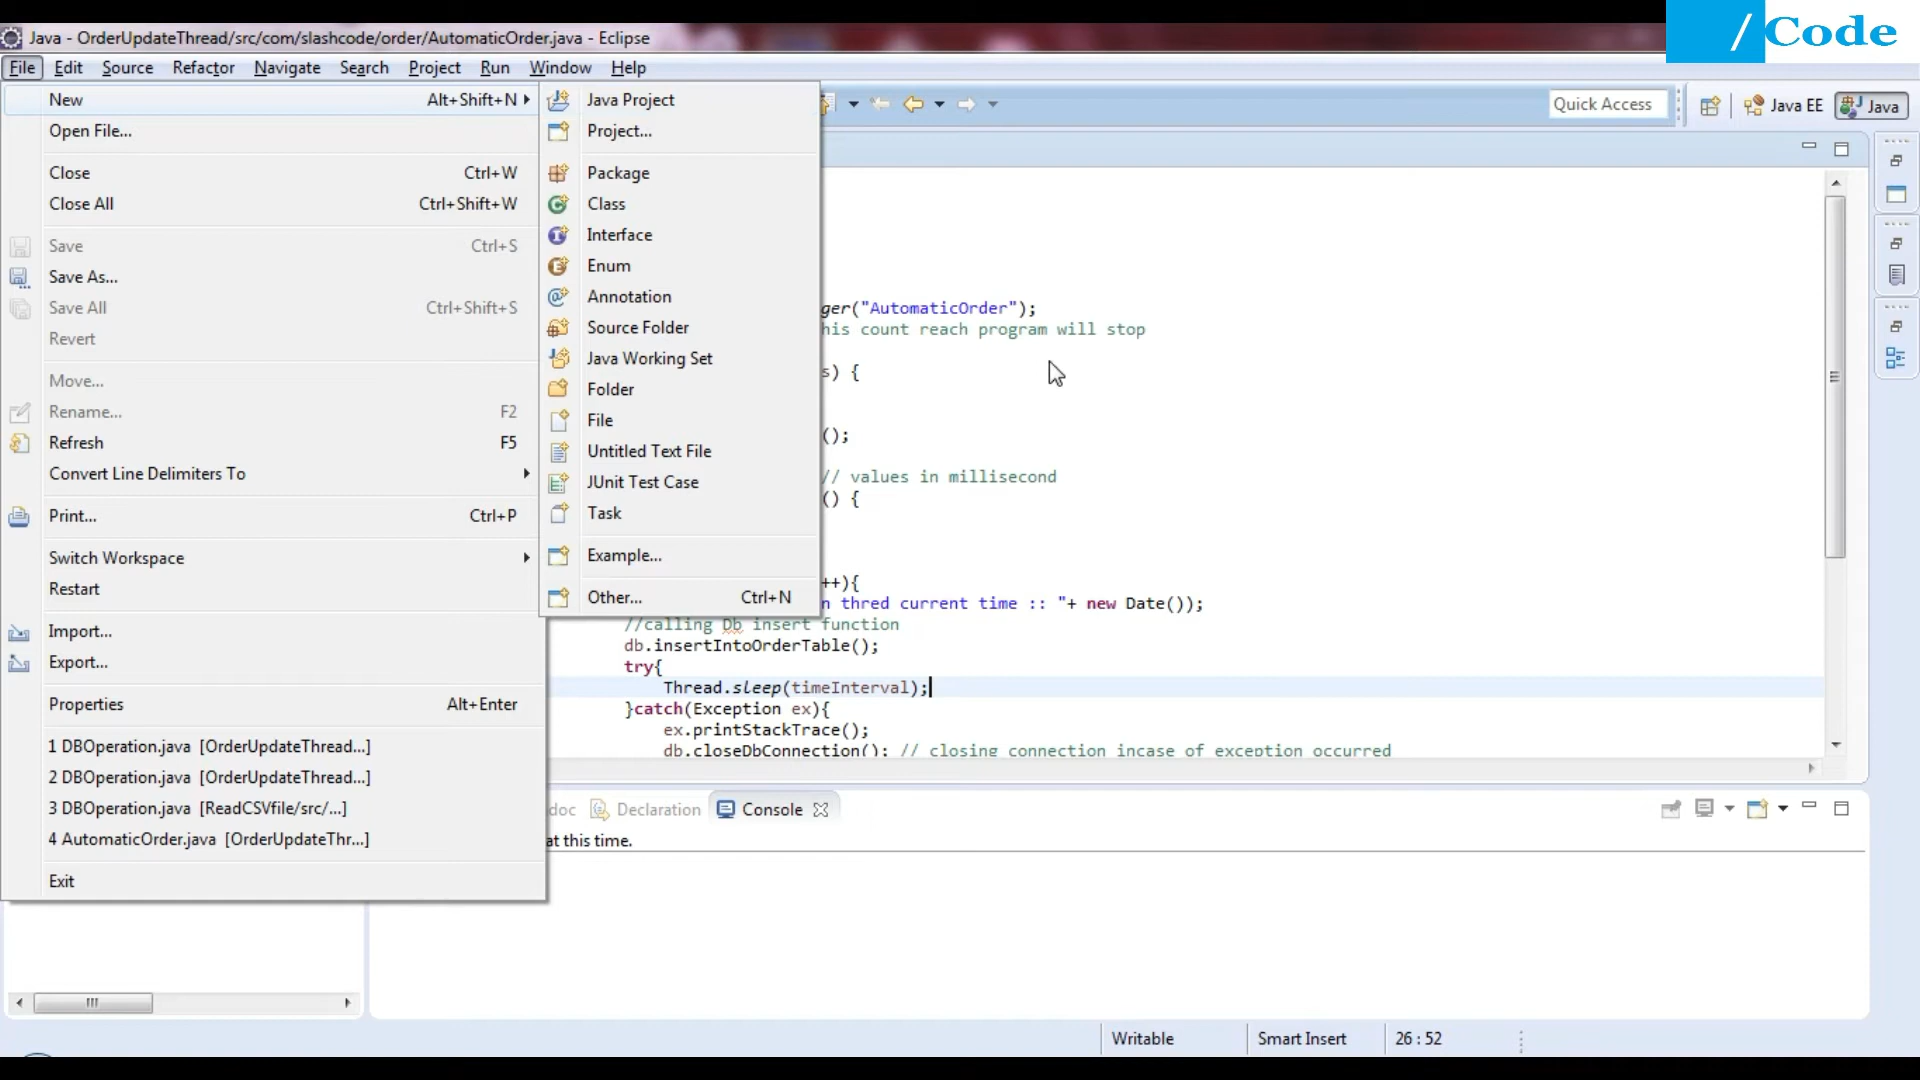 /Code
Java - OrderUpdateThread/src/com/slashcode/order/AutomaticOrder.java - Eclipse
File Edit Source Refactor Navigate Search Project Run Window Help
Quick Access Java EE Java
New Alt+Shift+N
Open File...
Close Ctrl+W
Close All Ctrl+Shift+W
Save Ctrl+S
Save As...
Save All Ctrl+Shift+S
Revert
Move...
Rename... F2
Refresh F5
Convert Line Delimiters To
Print... Ctrl+P
Switch Workspace
Restart
Import...
Export...
Properties Alt+Enter
1 DBOperation.java [OrderUpdateThread...]
2 DBOperation.java [OrderUpdateThread...]
3 DBOperation.java [ReadCSVfile/src/...]
4 AutomaticOrder.java [OrderUpdateThr...]
Exit
Java Project
Project...
Package
Class
Interface
Enum
Annotation
Source Folder
Java Working Set
Folder
File
Untitled Text File
JUnit Test Case
Task
Example...
Other... Ctrl+N
ger("AutomaticOrder");
his count reach program will stop
s) {
();
// values in millisecond
() {
++){
n thred current time :: "+ new Date());
//calling Db insert function
db.insertIntoOrderTable();
try{
Thread.sleep(timeInterval);
}catch(Exception ex){
ex.printStackTrace();
db.closeDbConnection(); // closing connection incase of exception occurred
doc Declaration Console
at this time.
Writable Smart Insert 26 : 52